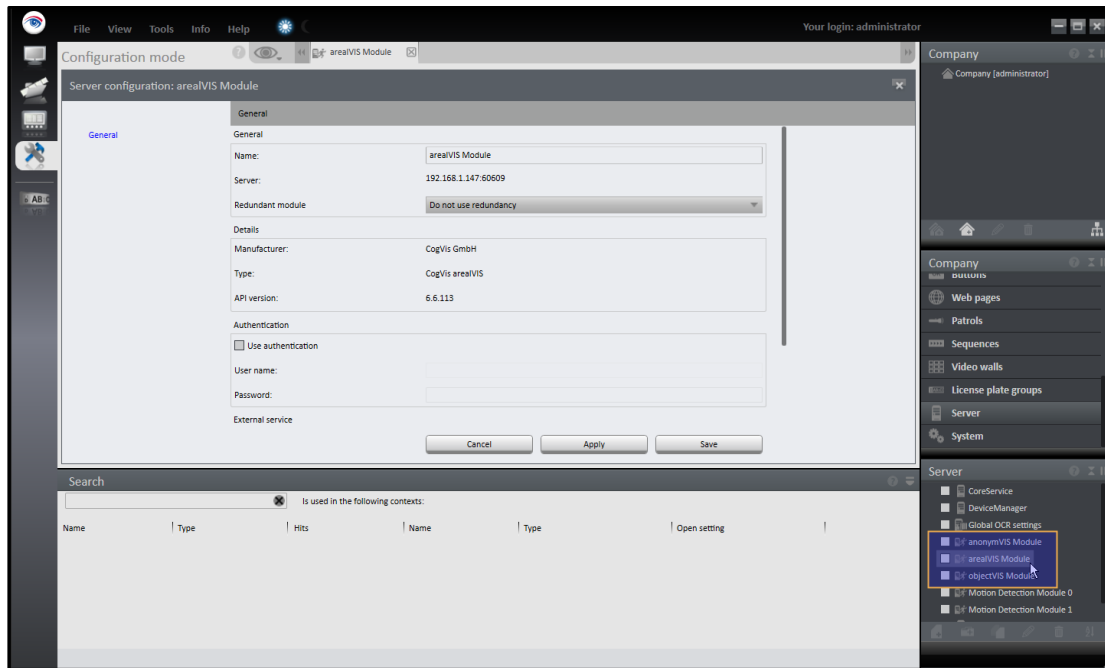 File View Tools Info Help
Your login: administrator
Configuration mode
arealVIS Module
Server configuration: arealVIS Module
General
General
General
Name: arealVIS Module
Server: 192.168.1.147:60609
Redundant module Do not use redundancy
Details
Manufacturer: CogVis GmbH
Type: CogVis arealVIS
API version: 6.6.113
Authentication
Use authentication
User name:
Password:
External service
Cancel Apply Save
Search
Is used in the following contexts:
Name Type Hits Name Type Open setting
Company
Company [administrator]
Company
Buttons
Web pages
Patrols
Sequences
Video walls
License plate groups
Server
System
Server
CoreService
DeviceManager
Global OCR settings
anonymVIS Module
arealVIS Module
objectVIS Module
Motion Detection Module 0
Motion Detection Module 1